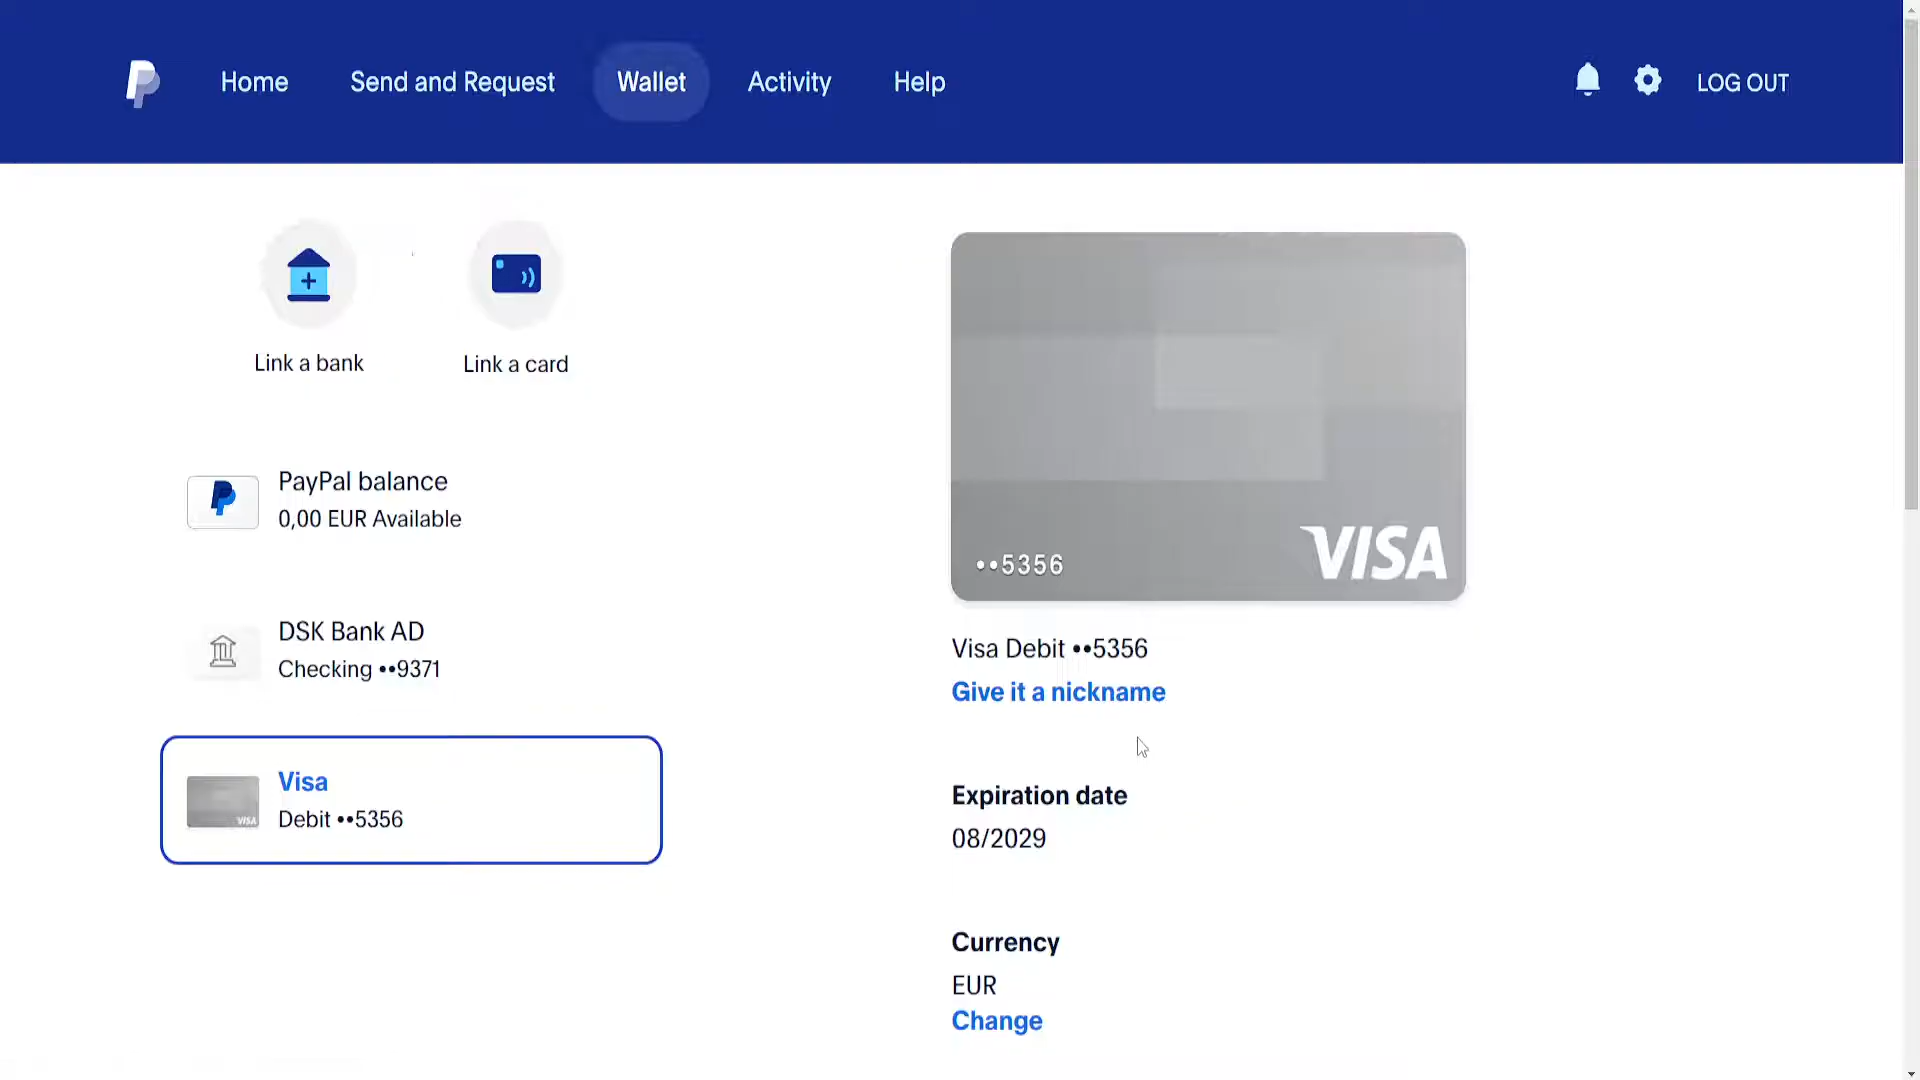 Home
Send and Request
Wallet
Activity
Help
LOG OUT
Link a bank
Link a card
PayPal balance
0,00 EUR Available
DSK Bank AD
Checking ••9371
VISA
Visa
Debit ••5356
••5356
VISA
Visa Debit ••5356
Give it a nickname
Expiration date
08/2029
Currency
EUR
Change